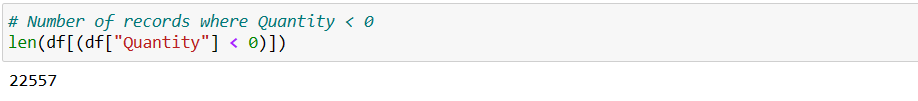 # Number of records where Quantity < 0
len(df[(df["Quantity"] < 0)])
22557